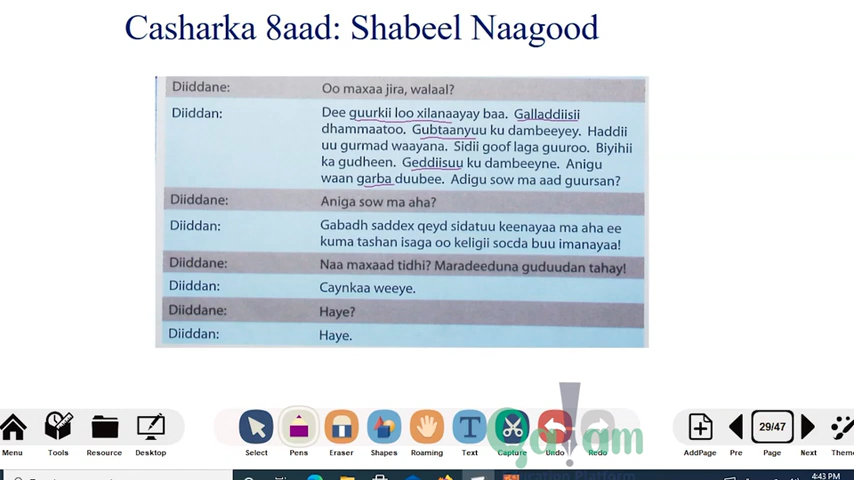 Casharka 8aad: Shabeel Naagood
Diiddane: Oo maxaa jira, walaal?
Diiddan: Dee guurkii loo xilanaayay baa. Galladdiisii
dhammaatoo. Gubtaanyuu ku dambeeyey. Haddii
uu gurmad waayana. Sidii goof laga guuroo. Biyihii
ka gudheen. Geddiisuu ku dambeeyne. Anigu
waan garba duubee. Adigu sow ma aad guursan?
Diiddane: Aniga sow ma aha?
Diiddan: Gabadh saddex qeyd sidatuu keenayaa ma aha ee
kuma tashan isaga oo keligii socda buu imanayaa!
Diiddane: Naa maxaad tidhi? Maradeeduna guduudan tahay!
Diiddan: Caynkaa weeye.
Diiddane: Haye?
Diiddan: Haye.
29/47
Menu Tools Resource Desktop Select Pens Eraser Shapes Roaming Text Capture Undo Redo AddPage Pre Page Next Theme
4:43 PM